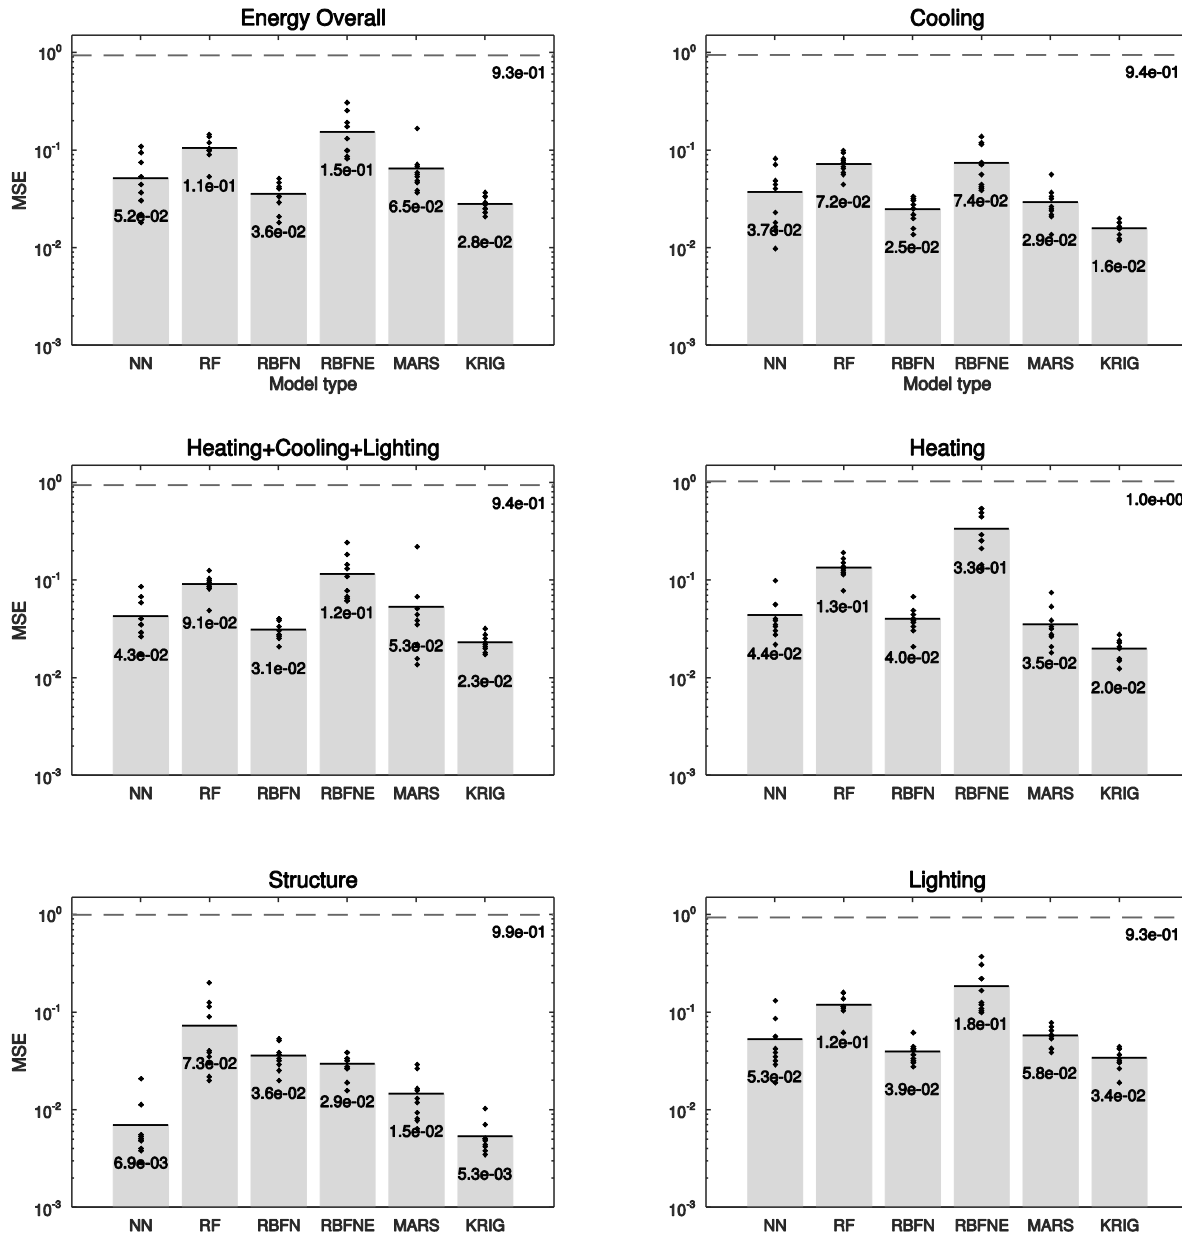 Energy Overall
MSE
10^0
10^-1
10^-2
10^-3
9.3e-01
5.2e-02
1.1e-01
3.6e-02
1.5e-01
6.5e-02
2.8e-02
NN RF RBFN RBFNE MARS KRIG
Model type
Cooling
10^0
10^-1
10^-2
10^-3
9.4e-01
3.7e-02
7.2e-02
2.5e-02
7.4e-02
2.9e-02
1.6e-02
NN RF RBFN RBFNE MARS KRIG
Model type
Heating+Cooling+Lighting
MSE
10^0
10^-1
10^-2
10^-3
9.4e-01
4.3e-02
9.1e-02
3.1e-02
1.2e-01
5.3e-02
2.3e-02
NN RF RBFN RBFNE MARS KRIG
Heating
10^0
10^-1
10^-2
10^-3
1.0e+00
4.4e-02
1.3e-01
4.0e-02
3.3e-01
3.5e-02
2.0e-02
NN RF RBFN RBFNE MARS KRIG
Structure
MSE
10^0
10^-1
10^-2
10^-3
9.9e-01
6.9e-03
7.3e-02
3.6e-02
2.9e-02
1.5e-02
5.3e-03
NN RF RBFN RBFNE MARS KRIG
Lighting
10^0
10^-1
10^-2
10^-3
9.3e-01
5.3e-02
1.2e-01
3.9e-02
1.8e-01
5.8e-02
3.4e-02
NN RF RBFN RBFNE MARS KRIG